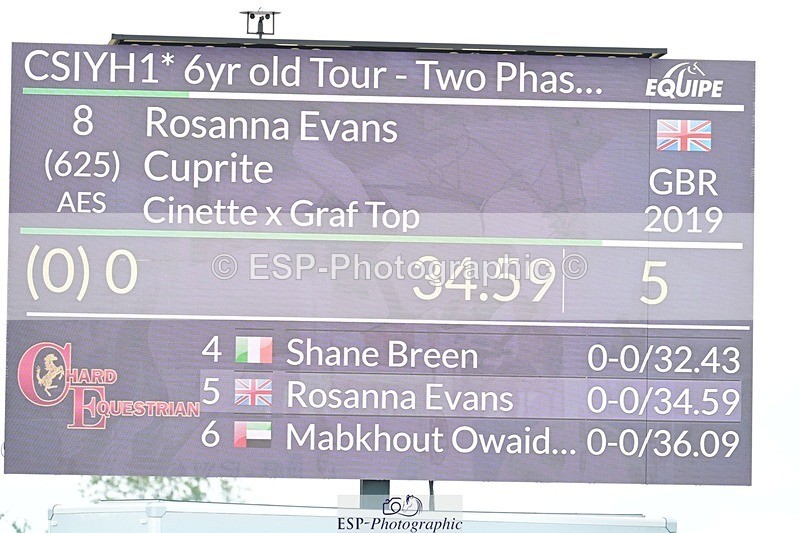 CSIYH1* 6yr old Tour - Two Phas...
EQUIPE
8 Rosanna Evans
(625) Cuprite GBR
AES Cinette x Graf Top 2019
(0) 0 34.59 5
© ESP-Photographic ©
CHARD EQUESTRIAN
4 Shane Breen 0-0/32.43
5 Rosanna Evans 0-0/34.59
6 Mabkhout Owaid... 0-0/36.09
ESP-Photographic